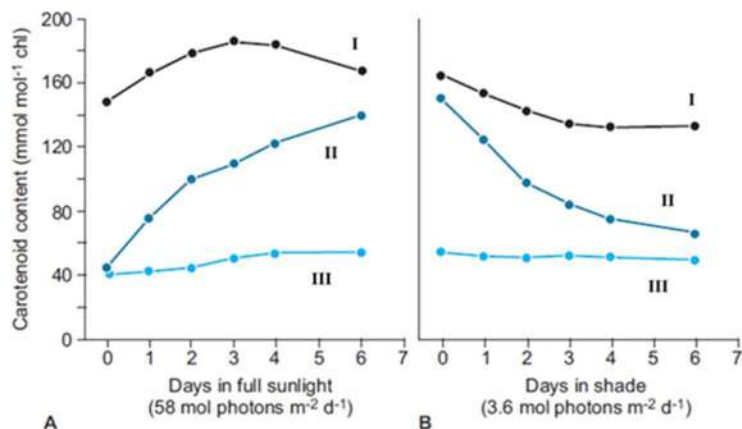 Carotenoid content (mmol mol⁻¹ chl)
200
160
120
80
40
0
I
II
III
0 1 2 3 4 5 6 7
Days in full sunlight
(58 mol photons m⁻² d⁻¹)
A
I
II
III
0 1 2 3 4 5 6 7
Days in shade
(3.6 mol photons m⁻² d⁻¹)
B